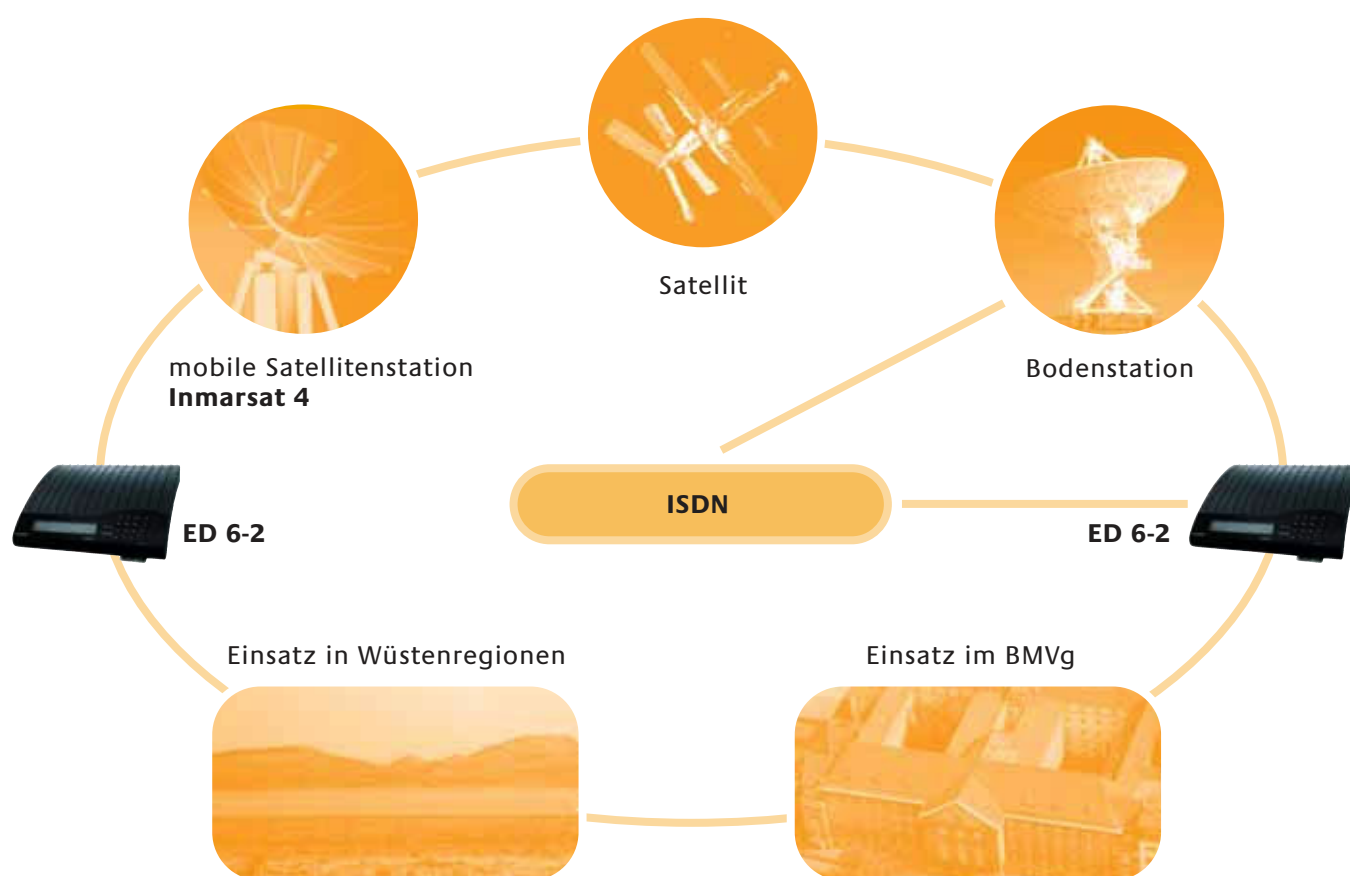 Satellit
mobile Satellitenstation
Inmarsat 4
Bodenstation
ISDN
ED 6-2
ED 6-2
Einsatz in Wüstenregionen
Einsatz im BMVg